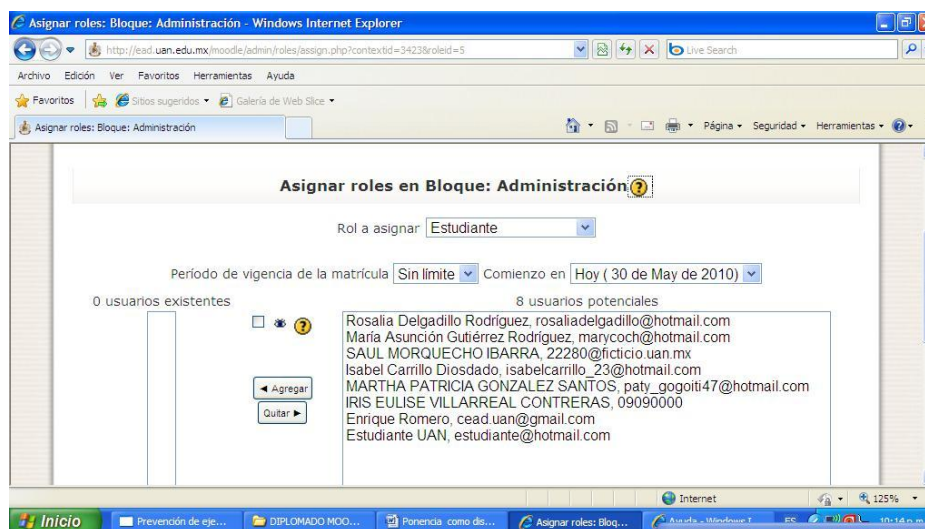 Asignar roles: Bloque: Administración - Windows Internet Explorer
http://ead.uan.edu.mx/moodle/admin/roles/assign.php?contextid=3423&roleid=5
Live Search
Archivo Edición Ver Favoritos Herramientas Ayuda
Favoritos Sitios sugeridos Galería de Web Slice
Asignar roles: Bloque: Administración Página Seguridad Herramientas
Asignar roles en Bloque: Administración
Rol a asignar Estudiante
Período de vigencia de la matrícula Sin límite Comienzo en Hoy ( 30 de May de 2010)
0 usuarios existentes 8 usuarios potenciales
Rosalia Delgadillo Rodríguez, rosaliadelgadillo@hotmail.com
María Asunción Gutiérrez Rodríguez, marycoch@hotmail.com
SAUL MORQUECHO IBARRA, 22280@ficticio.uan.mx
Isabel Carrillo Diosdado, isabelcarrillo_23@hotmail.com
MARTHA PATRICIA GONZALEZ SANTOS, paty_gogoiti47@hotmail.com
IRIS EULISE VILLARREAL CONTRERAS, 09090000
Enrique Romero, cead.uan@gmail.com
Estudiante UAN, estudiante@hotmail.com
◄ Agregar
Quitar ►
Internet 125%
Inicio Prevención de eje... DIPLOMADO MOO... Ponencia como dis... Asignar roles: Bloq... Ayuda - Windows I... ES 10:14 p.m.